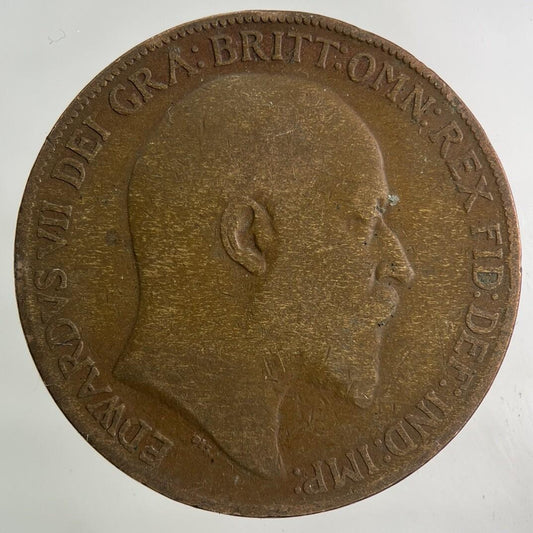 EDWARDVS VII DEI GRA: BRITT: OMN: REX FID: DEF: IND: IMP: